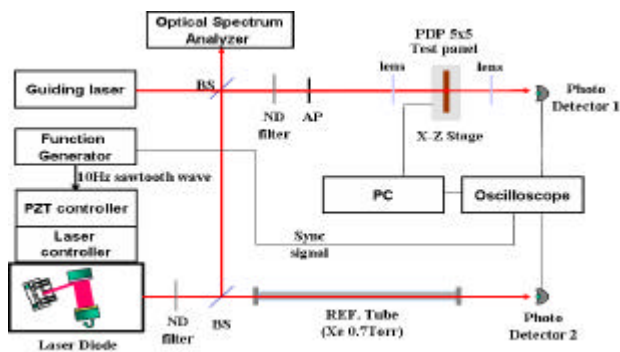 Optical Spectrum
Analyzer
PDP 5x5
Test panel
lens
lens
Guiding laser
BS
ND
filter
AP
X-Z Stage
Photo
Detector 1
Function
Generator
10Hz sawtooth wave
PZT controller
PC
Oscilloscope
Laser
controller
Sync
signal
ND
filter
BS
REF. Tube
(Xe 0.7Torr)
Photo
Detector 2
Laser Diode